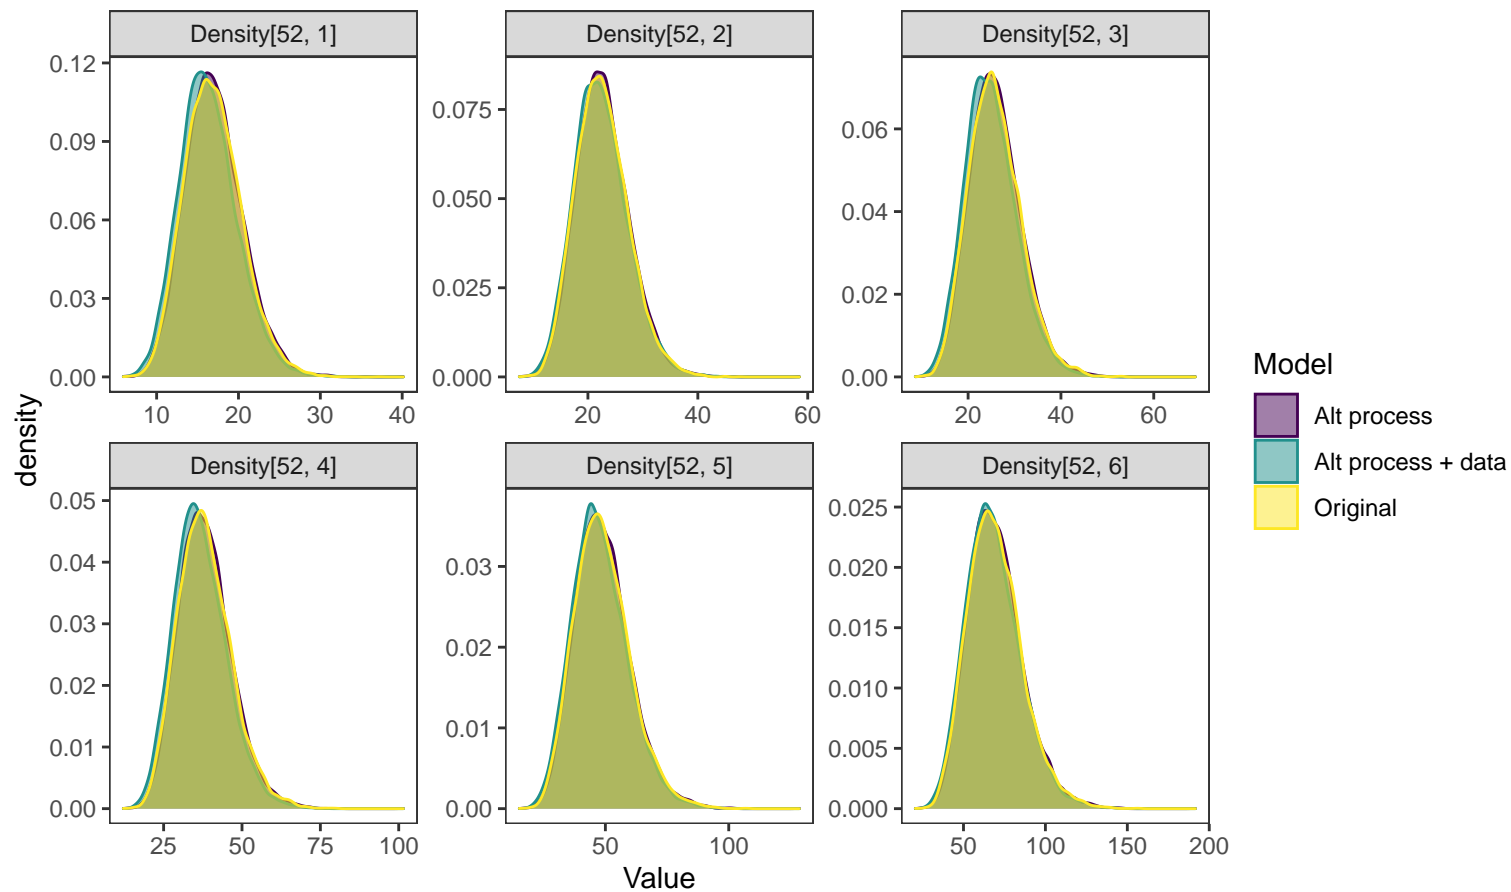 Density[52, 1]
Density[52, 2]
Density[52, 3]
0.12
0.09
0.06
0.03
0.00
0.075
0.050
0.025
0.000
0.06
0.04
0.02
0.00
10 20 30 40
20 40 60
20 40 60
density
Density[52, 4]
Density[52, 5]
Density[52, 6]
0.05
0.04
0.03
0.02
0.01
0.00
0.03
0.02
0.01
0.00
0.025
0.020
0.015
0.010
0.005
0.000
25 50 75 100
50 100
50 100 150 200
Value
Model
Alt process
Alt process + data
Original